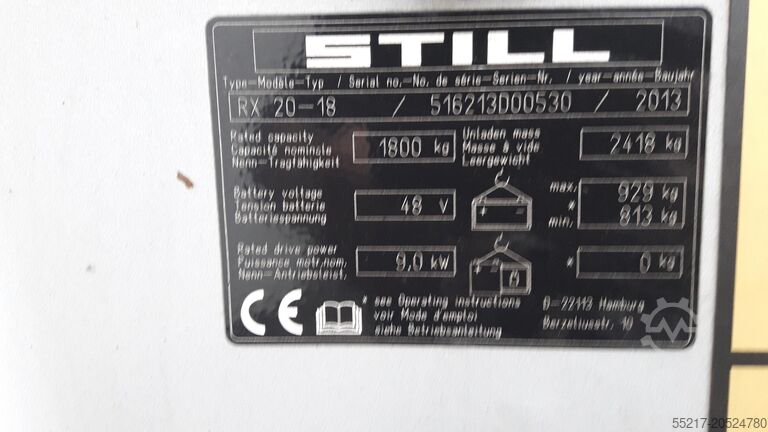 STILL
Type-Modèle-Typ / Serial no.-No. de série-Serien-Nr. / year-année-Baujahr
RX 20-18 / 516213D00530 / 2013
Rated capacity
Capacité nominale
Nenn-Tragfähigkeit
1800 kg
Unladen mass
Masse à vide
Leergewicht
2418 kg
Battery voltage
Tension batterie
Batteriespannung
48 V
max. 929 kg
*
min. 813 kg
Rated drive power
Puissance motr.nom.
Nenn-Antriebsleist.
9,0 kW
* 0 kg
CE
* see Operating instructions
voir Mode d'emploi
siehe Betriebsanleitung
D-22113 Hamburg
Berzeliusstr. 10
55217-20524780